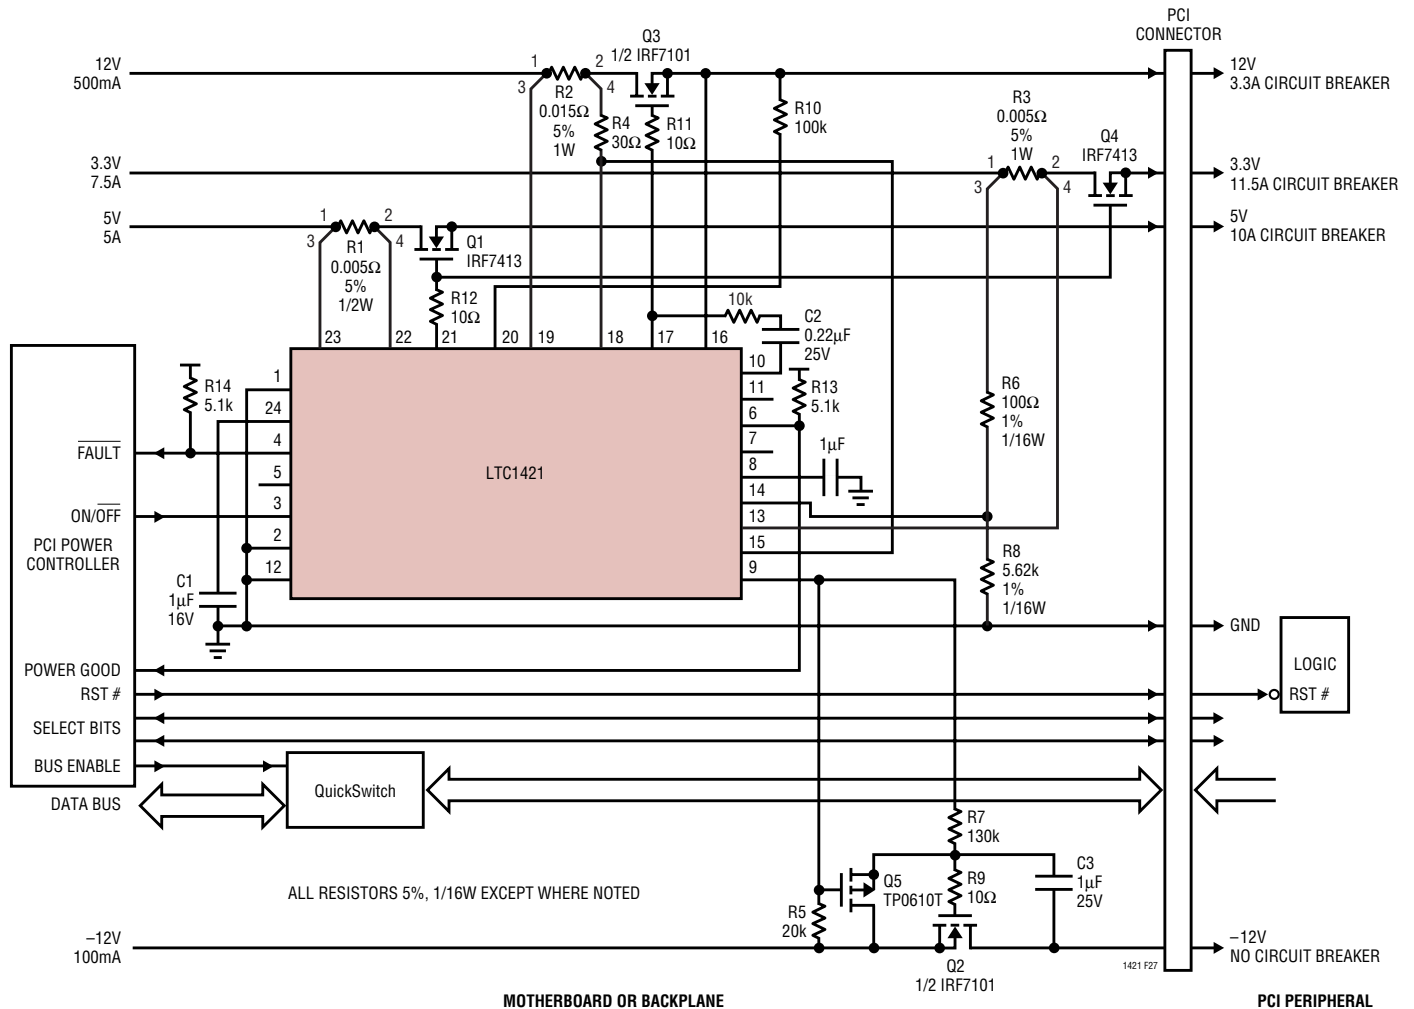 PCI
CONNECTOR
12V
500mA
1
2
3
4
R2
0.015Ω
5%
1W
Q3
1/2 IRF7101
R4
30Ω
R11
10Ω
R10
100k
12V
3.3A CIRCUIT BREAKER
3.3V
7.5A
R3
0.005Ω
5%
1W
1
2
3
4
Q4
IRF7413
3.3V
11.5A CIRCUIT BREAKER
5V
5A
1
2
3
4
R1
0.005Ω
5%
1/2W
Q1
IRF7413
R12
10Ω
5V
10A CIRCUIT BREAKER
10k
C2
0.22µF
25V
23
22
21
20
19
18
17
16
1
24
4
5
3
2
12
LTC1421
10
11
6
7
8
14
13
15
9
R14
5.1k
R13
5.1k
1µF
R6
100Ω
1%
1/16W
R8
5.62k
1%
1/16W
FAULT
ON/OFF
PCI POWER
CONTROLLER
C1
1µF
16V
GND
POWER GOOD
RST #
SELECT BITS
BUS ENABLE
DATA BUS
QuickSwitch
LOGIC
RST #
R7
130k
Q5
TP0610T
R9
10Ω
C3
1µF
25V
R5
20k
ALL RESISTORS 5%, 1/16W EXCEPT WHERE NOTED
–12V
100mA
Q2
1/2 IRF7101
–12V
NO CIRCUIT BREAKER
1421 F27
MOTHERBOARD OR BACKPLANE
PCI PERIPHERAL